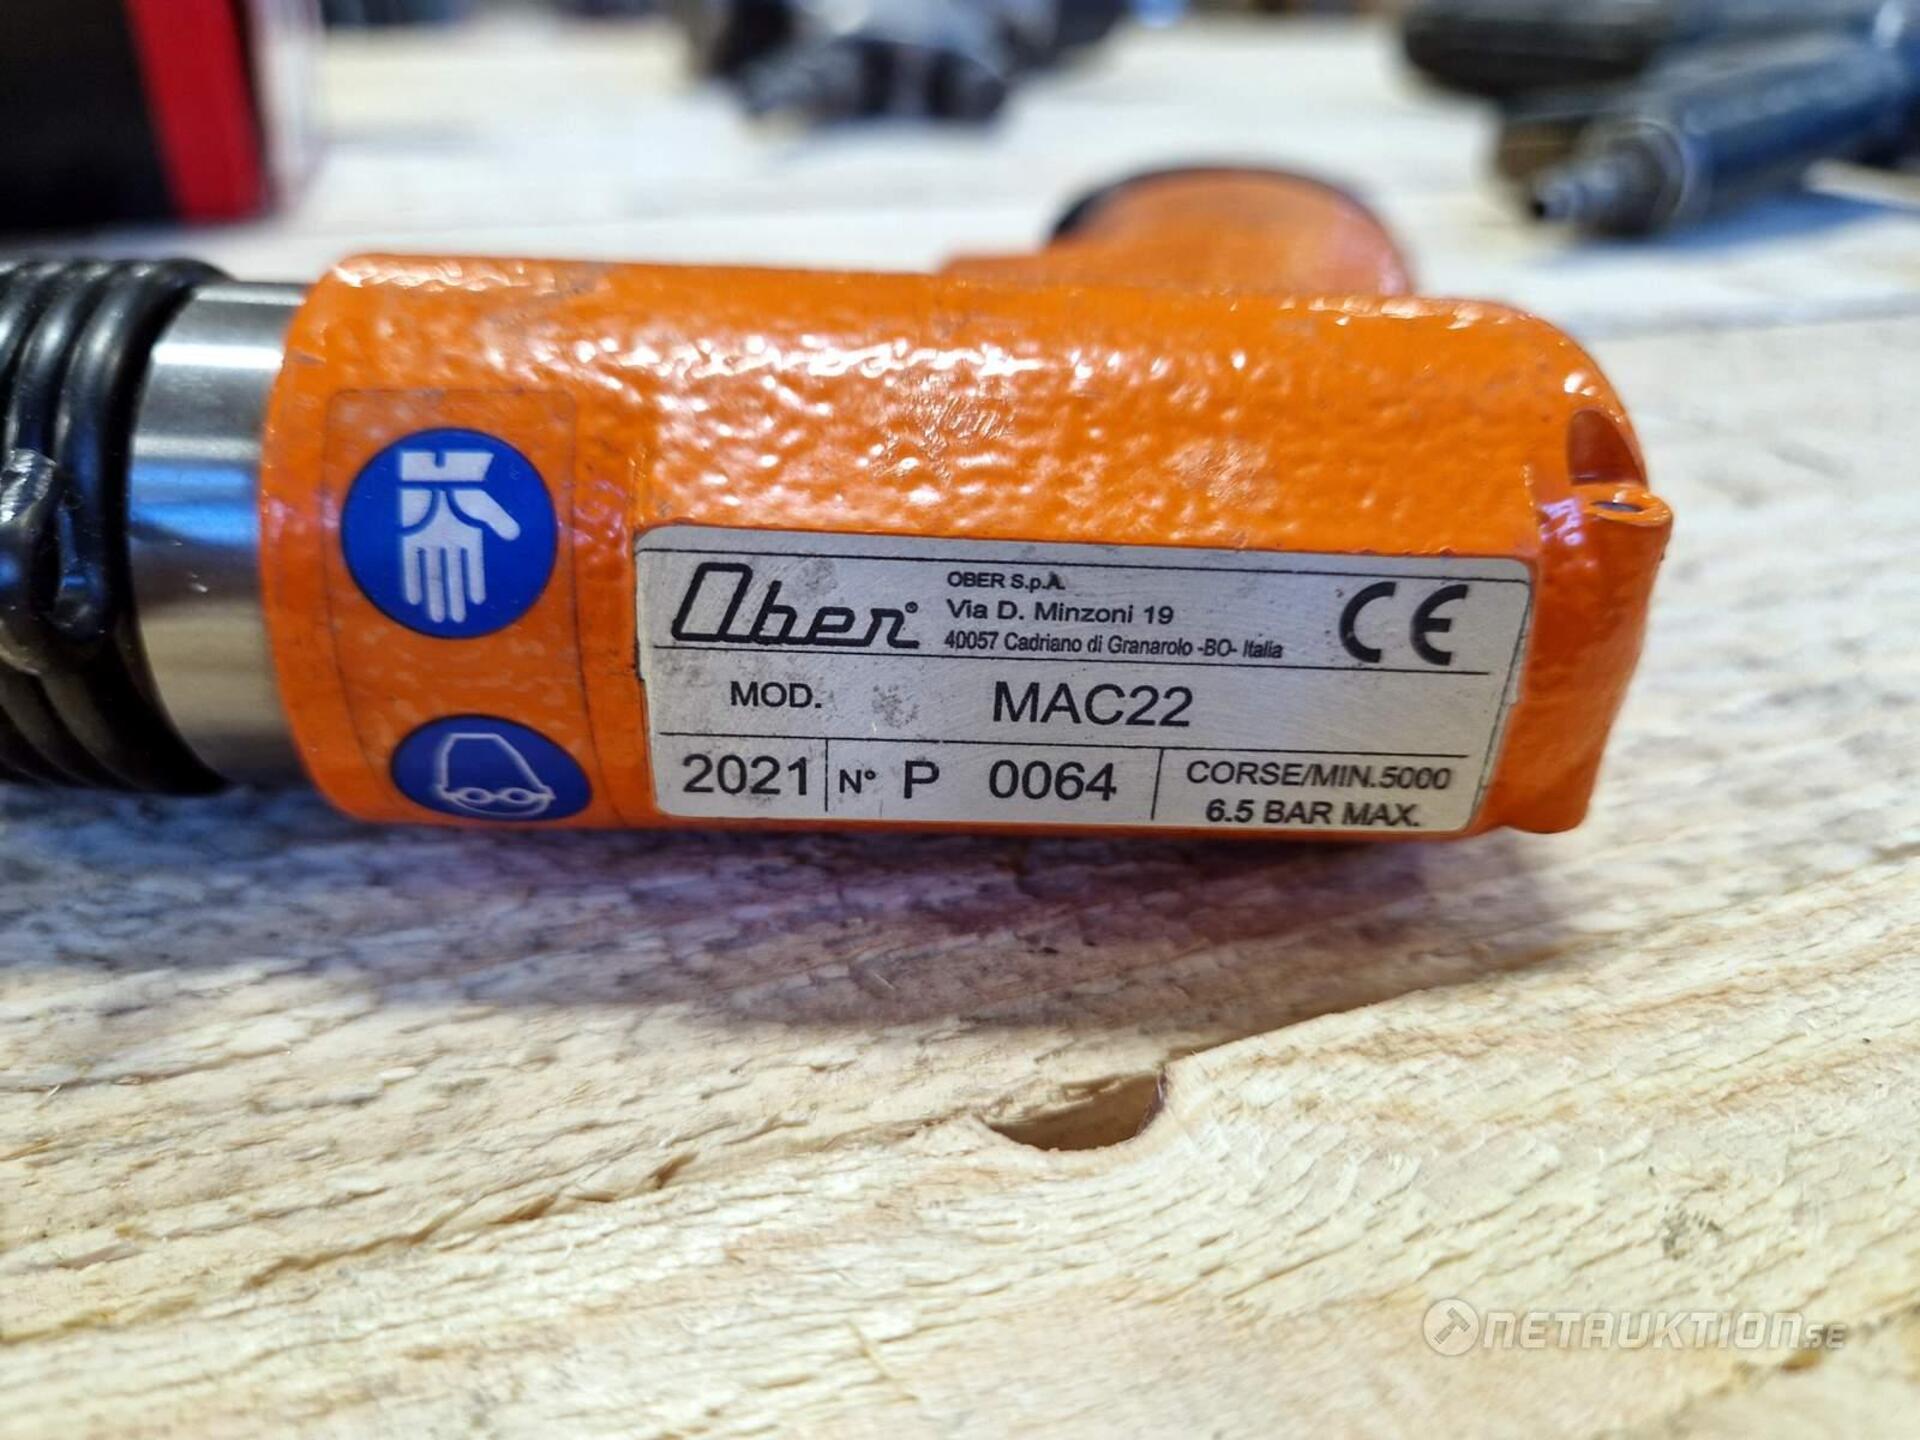 Ober®
OBER S.p.A.
Via D. Minzoni 19
40057 Cadriano di Granarolo -BO- Italia
CE
MOD. MAC22
2021 N° P 0064
CORSE/MIN.5000
6.5 BAR MAX.
NETAUKTION.SE